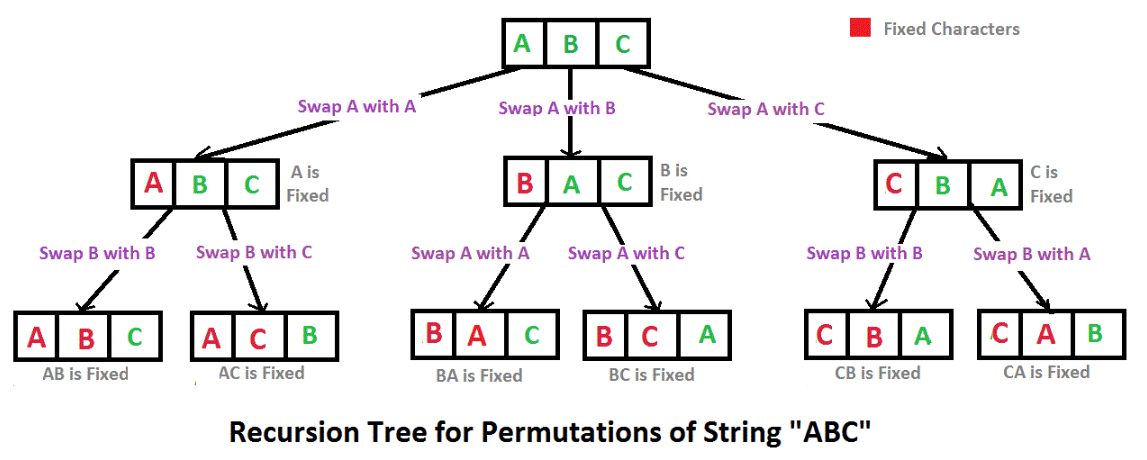 A B C
Fixed Characters
Swap A with A
Swap A with B
Swap A with C
A B C
A is
Fixed
B A C
B is
Fixed
C B A
C is
Fixed
Swap B with B
Swap B with C
Swap A with A
Swap A with C
Swap B with B
Swap B with A
A B C
A C B
B A C
B C A
C B A
C A B
AB is Fixed
AC is Fixed
BA is Fixed
BC is Fixed
CB is Fixed
CA is Fixed
Recursion Tree for Permutations of String "ABC"